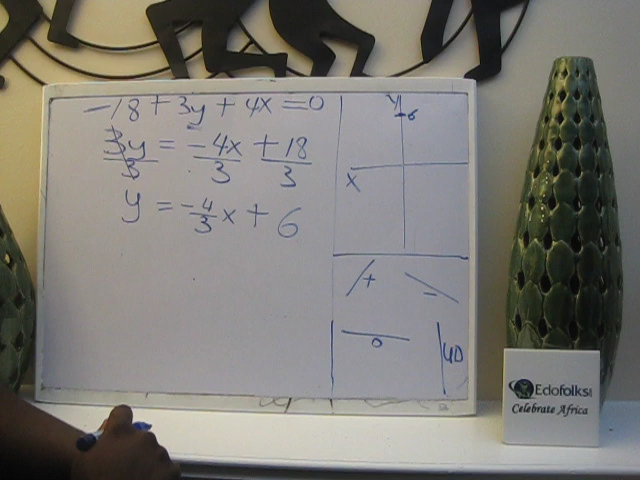 -18 + 3y + 4x = 0
3y/3 = -4x/3 + 18/3
y = -4/3 x + 6
y
6
x
+
-
0
UD
Edofolks.com
Celebrate Africa